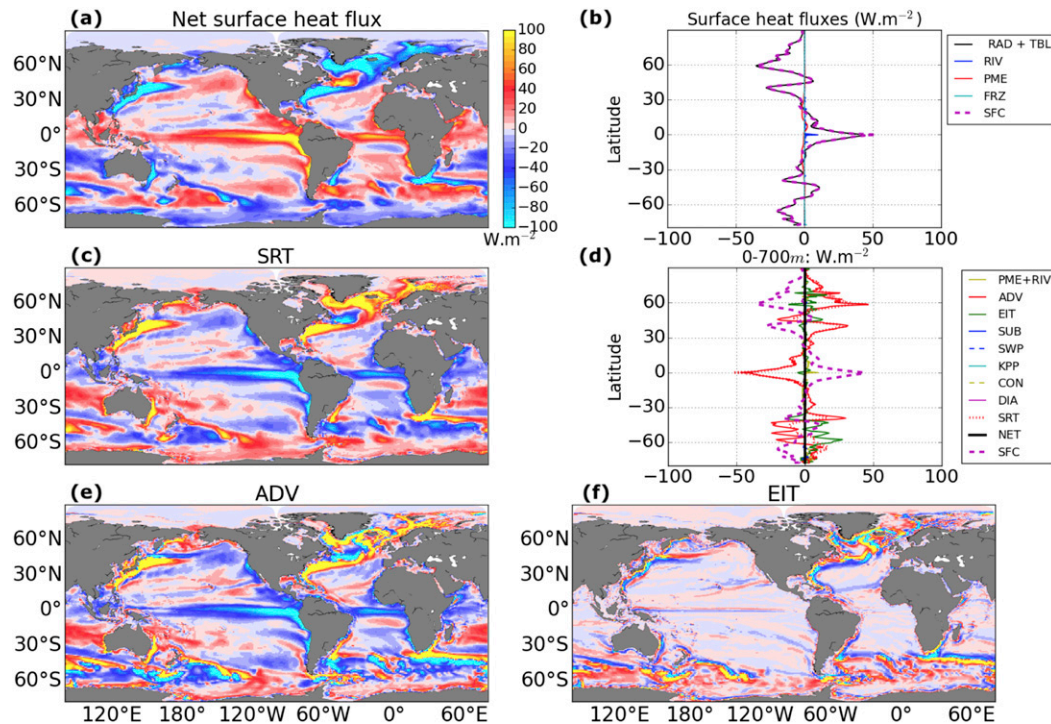 (a) Net surface heat flux
60°N
30°N
0°
30°S
60°S
100
80
60
40
20
0
−20
−40
−60
−80
−100
W.m⁻²
(b) Surface heat fluxes (W.m⁻²)
Latitude
60
30
0
−30
−60
−100 −50 0 50 100
RAD + TBL
RIV
PME
FRZ
SFC
(c) SRT
60°N
30°N
0°
30°S
60°S
(d) 0-700m: W.m⁻²
Latitude
60
30
0
−30
−60
−100 −50 0 50 100
PME+RIV
ADV
EIT
SUB
SWP
KPP
CON
DIA
SRT
NET
SFC
(e) ADV
60°N
30°N
0°
30°S
60°S
120°E 180° 120°W 60°W 0° 60°E
EIT (f)
60°N
30°N
0°
30°S
60°S
120°E 180° 120°W 60°W 0° 60°E